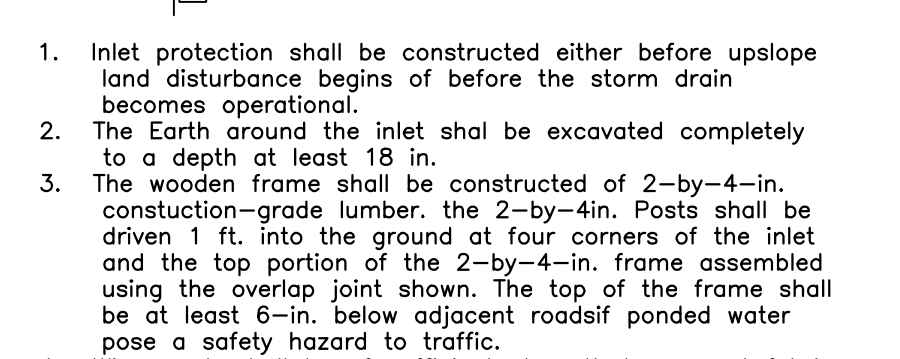 1. Inlet protection shall be constructed either before upslope
land disturbance begins of before the storm drain
becomes operational.
2. The Earth around the inlet shal be excavated completely
to a depth at least 18 in.
3. The wooden frame shall be constructed of 2-by-4-in.
constuction-grade lumber. the 2-by-4in. Posts shall be
driven 1 ft. into the ground at four corners of the inlet
and the top portion of the 2-by-4-in. frame assembled
using the overlap joint shown. The top of the frame shall
be at least 6-in. below adjacent roadsif ponded water
pose a safety hazard to traffic.